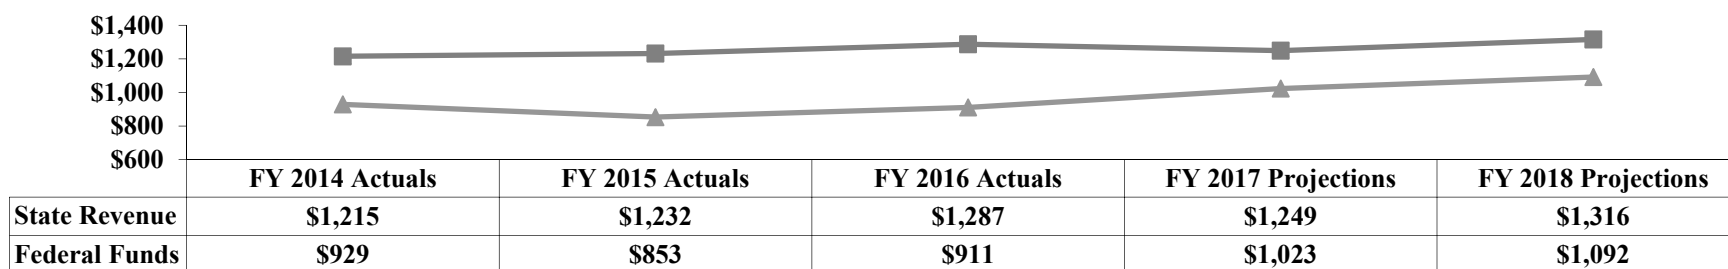 $1,400
$1,200
$1,000
$800
$600
FY 2014 Actuals FY 2015 Actuals FY 2016 Actuals FY 2017 Projections FY 2018 Projections
State Revenue $1,215 $1,232 $1,287 $1,249 $1,316
Federal Funds $929 $853 $911 $1,023 $1,092